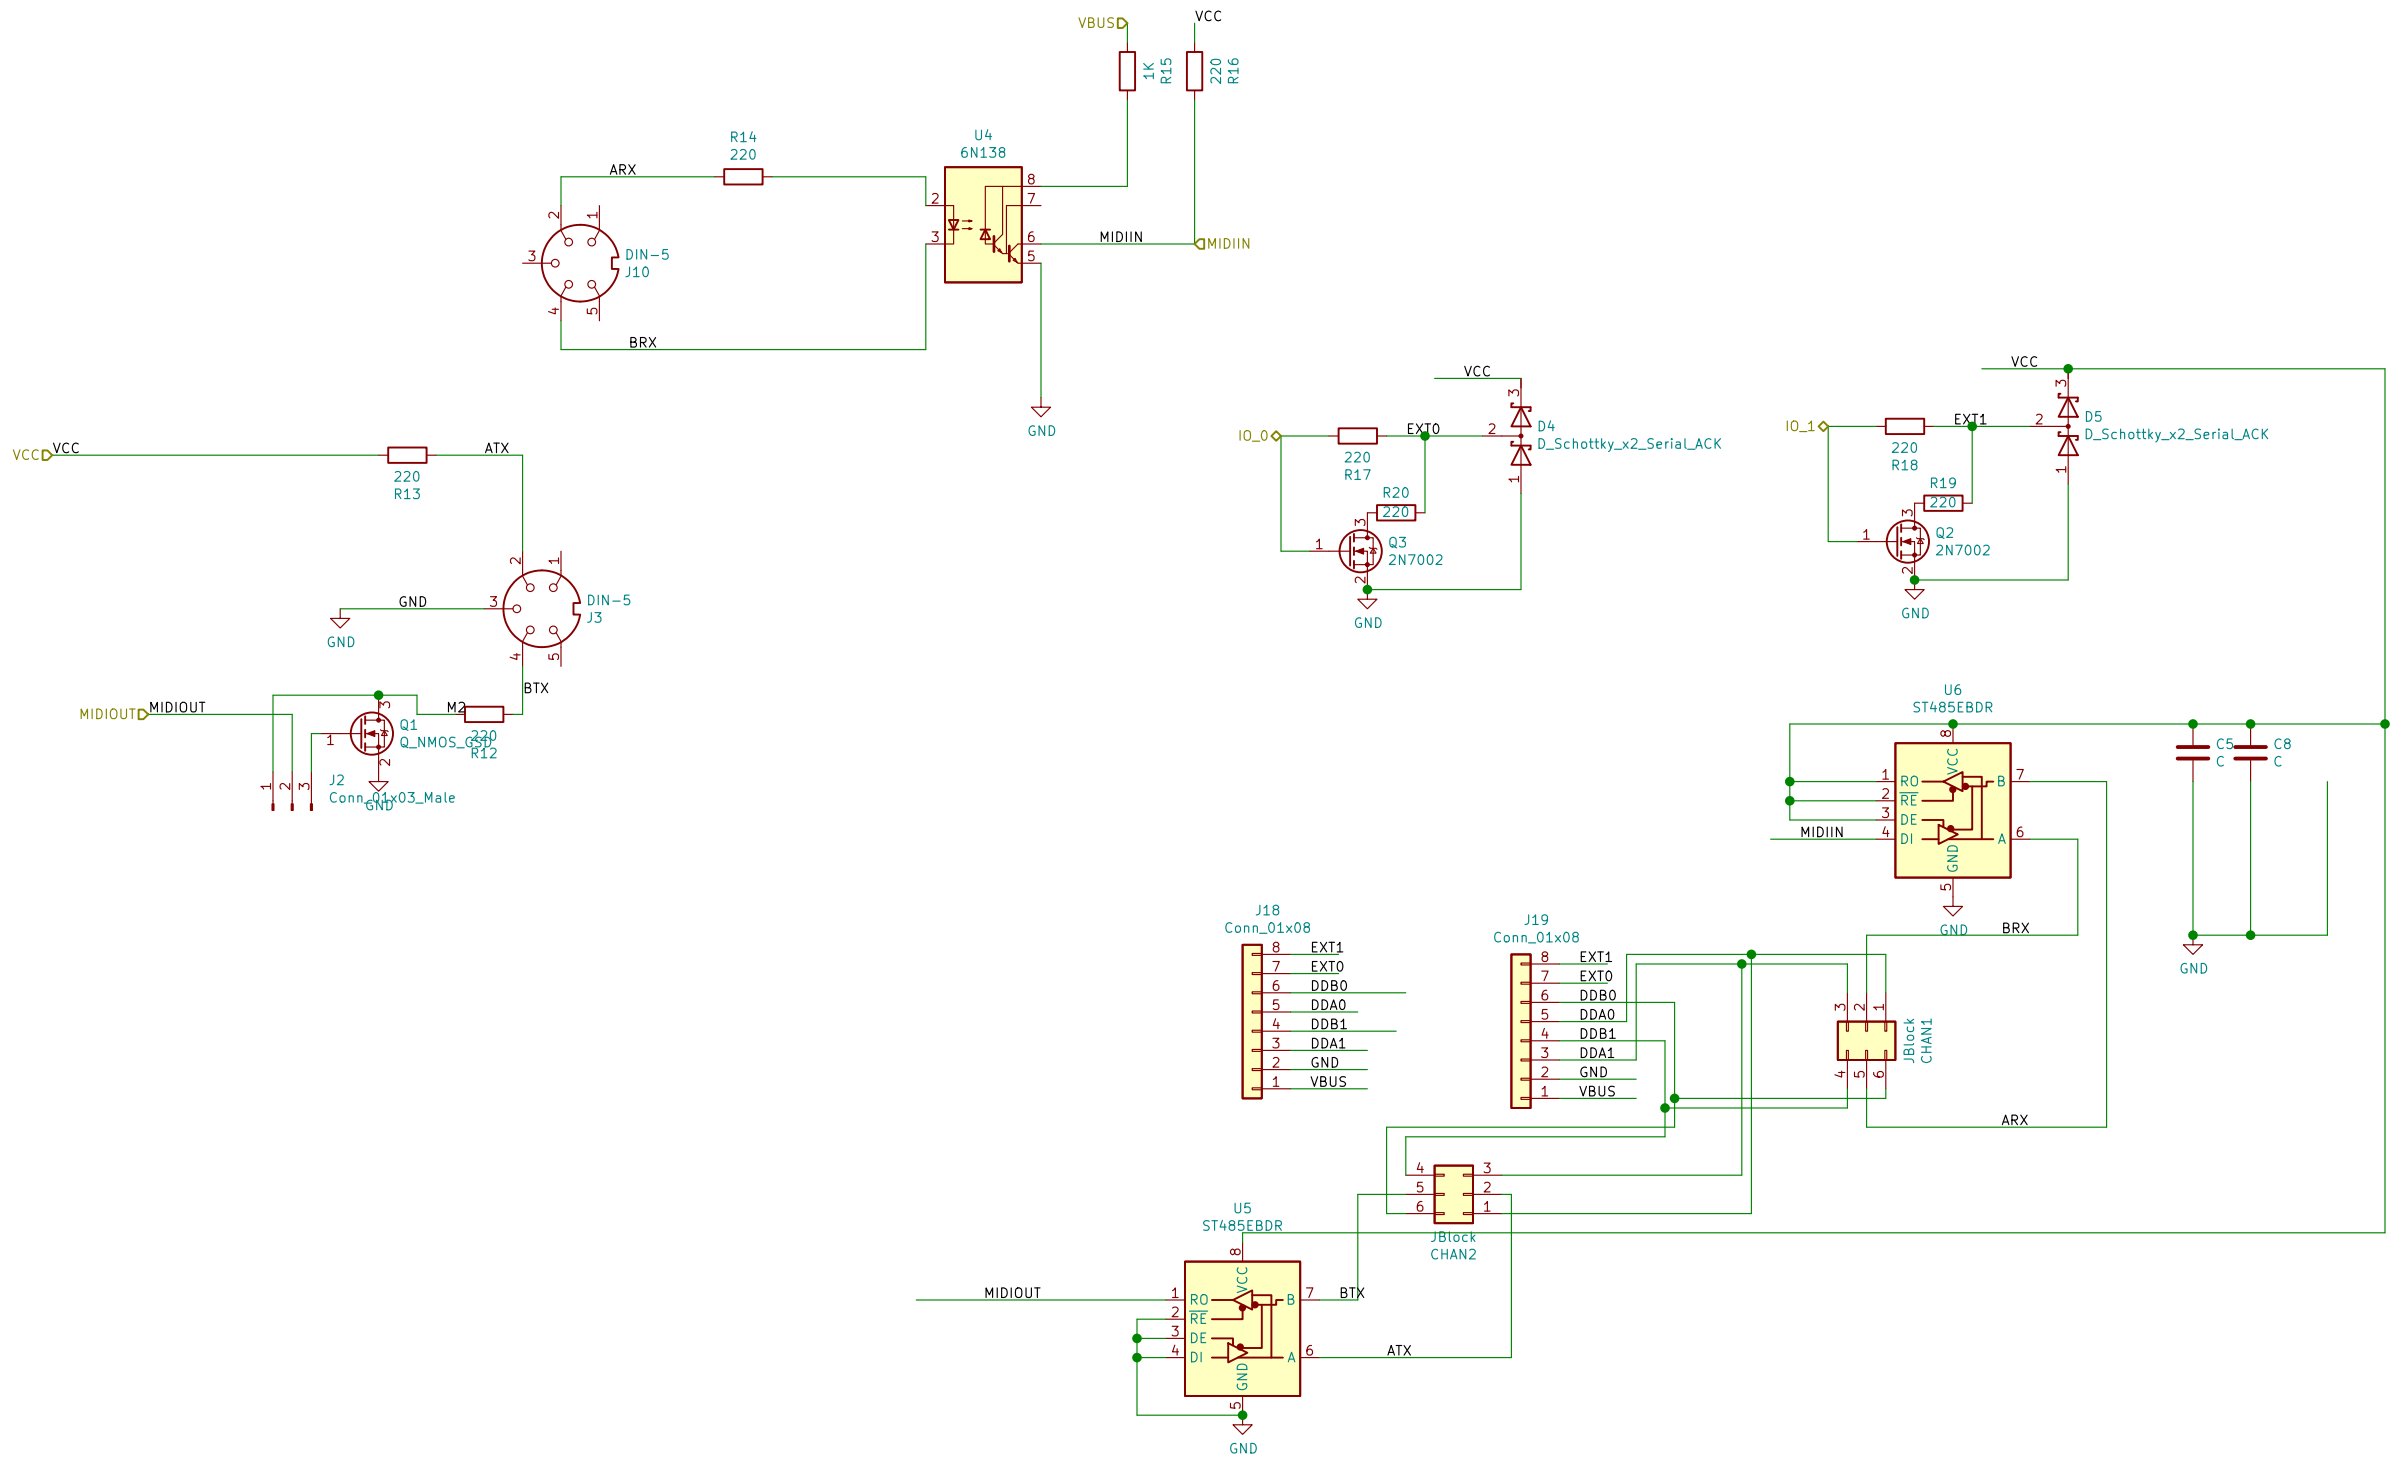 VBUS
VCC
1K
R15
220
R16
R14
220
U4
6N138
ARX
2
1
3
4
5
DIN-5
J10
BRX
2
3
8
7
6
5
MIDIIN
MIDIIN
GND
VCC
VCC
220
R13
ATX
2
1
3
4
5
DIN-5
J3
GND
GND
BTX
MIDIOUT
MIDIOUT
M2
220
R12
3
1
2
Q1
Q_NMOS_GSD
GND
1
2
3
J2
Conn_01x03_Male
VCC
IO_0
220
R17
EXT0
2
3
1
D4
D_Schottky_x2_Serial_ACK
R20
220
3
1
2
Q3
2N7002
GND
VCC
IO_1
220
R18
EXT1
2
3
1
D5
D_Schottky_x2_Serial_ACK
R19
220
3
1
2
Q2
2N7002
GND
U6
ST485EBDR
8
VCC
1
RO
2
RE
3
DE
4
DI
B
7
A
6
GND
5
GND
MIDIIN
C5
C
C8
C
GND
BRX
ARX
J18
Conn_01x08
8
EXT1
7
EXT0
6
DDB0
5
DDA0
4
DDB1
3
DDA1
2
GND
1
VBUS
J19
Conn_01x08
8
EXT1
7
EXT0
6
DDB0
5
DDA0
4
DDB1
3
DDA1
2
GND
1
VBUS
3
2
1
4
5
6
JBlock
CHAN1
4
5
6
3
2
1
JBlock
CHAN2
U5
ST485EBDR
8
VCC
MIDIOUT
1
RO
2
RE
3
DE
4
DI
B
7
BTX
A
6
ATX
GND
5
GND